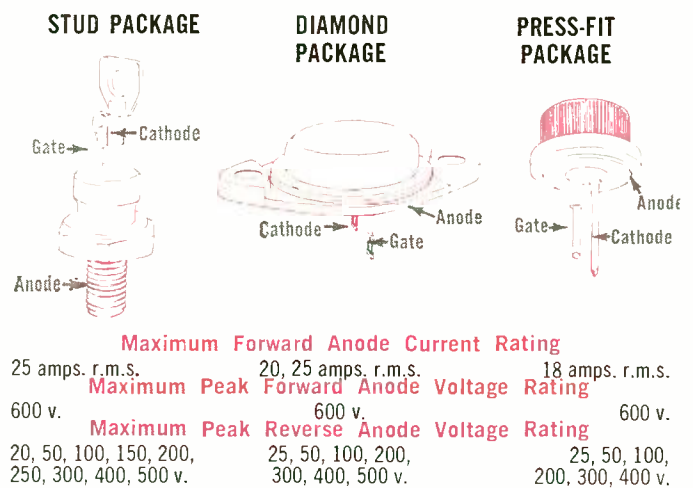 STUD PACKAGE
DIAMOND
PACKAGE
PRESS-FIT
PACKAGE
Gate
Cathode
Anode
Cathode
Anode
Gate
Anode
Gate
Cathode
Maximum Forward Anode Current Rating
25 amps. r.m.s. 20, 25 amps. r.m.s. 18 amps. r.m.s.
Maximum Peak Forward Anode Voltage Rating
600 v. 600 v. 600 v.
Maximum Peak Reverse Anode Voltage Rating
20, 50, 100, 150, 200, 25, 50, 100, 200, 25, 50, 100,
250, 300, 400, 500 v. 300, 400, 500 v. 200, 300, 400 v.